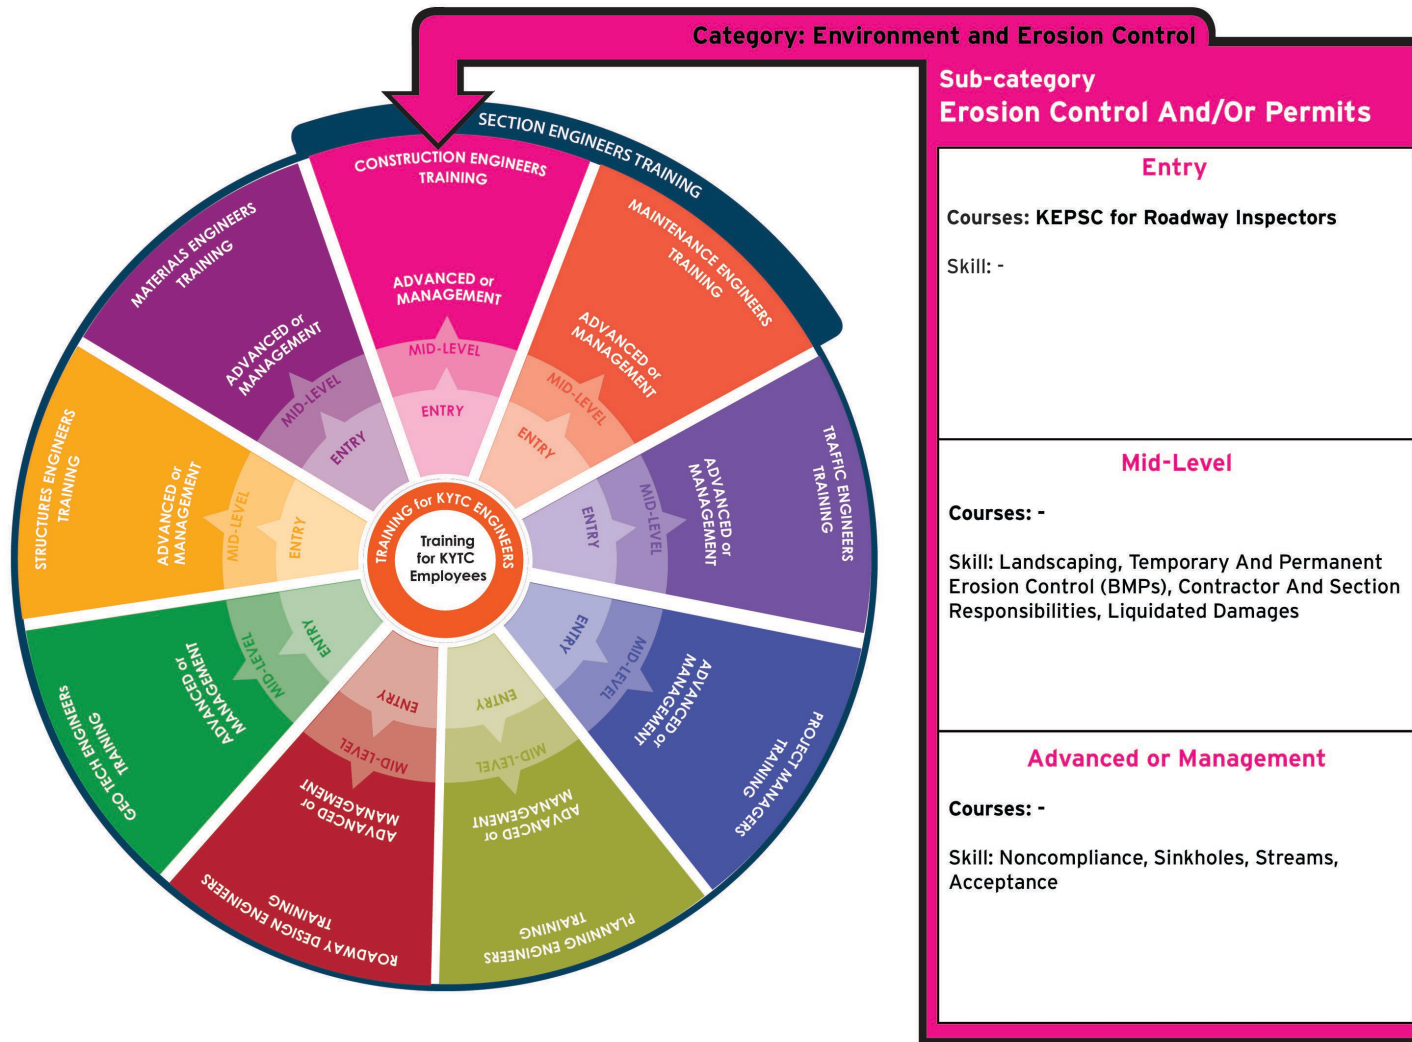 Category: Environment and Erosion Control
Sub-category
Erosion Control And/Or Permits
Entry
Courses: KEPSC for Roadway Inspectors
Skill: -
Mid-Level
Courses: -
Skill: Landscaping, Temporary And Permanent
Erosion Control (BMPs), Contractor And Section
Responsibilities, Liquidated Damages
Advanced or Management
Courses: -
Skill: Noncompliance, Sinkholes, Streams,
Acceptance
SECTION ENGINEERS TRAINING
CONSTRUCTION ENGINEERS
TRAINING
ADVANCED or
MANAGEMENT
MID-LEVEL
ENTRY
MAINTENANCE ENGINEERS
TRAINING
ADVANCED or
MANAGEMENT
MID-LEVEL
ENTRY
TRAFFIC ENGINEERS
TRAINING
ADVANCED or
MANAGEMENT
MID-LEVEL
ENTRY
PROJECT MANAGERS
TRAINING
ADVANCED or
MANAGEMENT
MID-LEVEL
ENTRY
PLANNING ENGINEERS
TRAINING
ADVANCED or
MANAGEMENT
MID-LEVEL
ENTRY
ROADWAY DESIGN ENGINEERS
TRAINING
ADVANCED or
MANAGEMENT
MID-LEVEL
ENTRY
GEO TECH ENGINEERS
TRAINING
ADVANCED or
MANAGEMENT
MID-LEVEL
ENTRY
STRUCTURES ENGINEERS
TRAINING
ADVANCED or
MANAGEMENT
MID-LEVEL
ENTRY
MATERIALS ENGINEERS
TRAINING
ADVANCED or
MANAGEMENT
MID-LEVEL
ENTRY
TRAINING for KYTC ENGINEERS
Training
for KYTC
Employees